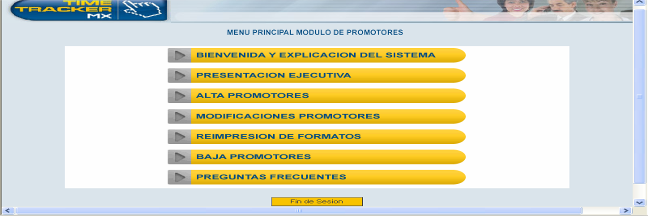 TIME
TRACKER
MX
MENU PRINCIPAL MODULO DE PROMOTORES
BIENVENIDA Y EXPLICACION DEL SISTEMA
PRESENTACION EJECUTIVA
ALTA PROMOTORES
MODIFICACIONES PROMOTORES
REIMPRESION DE FORMATOS
BAJA PROMOTORES
PREGUNTAS FRECUENTES
Fin de Sesion